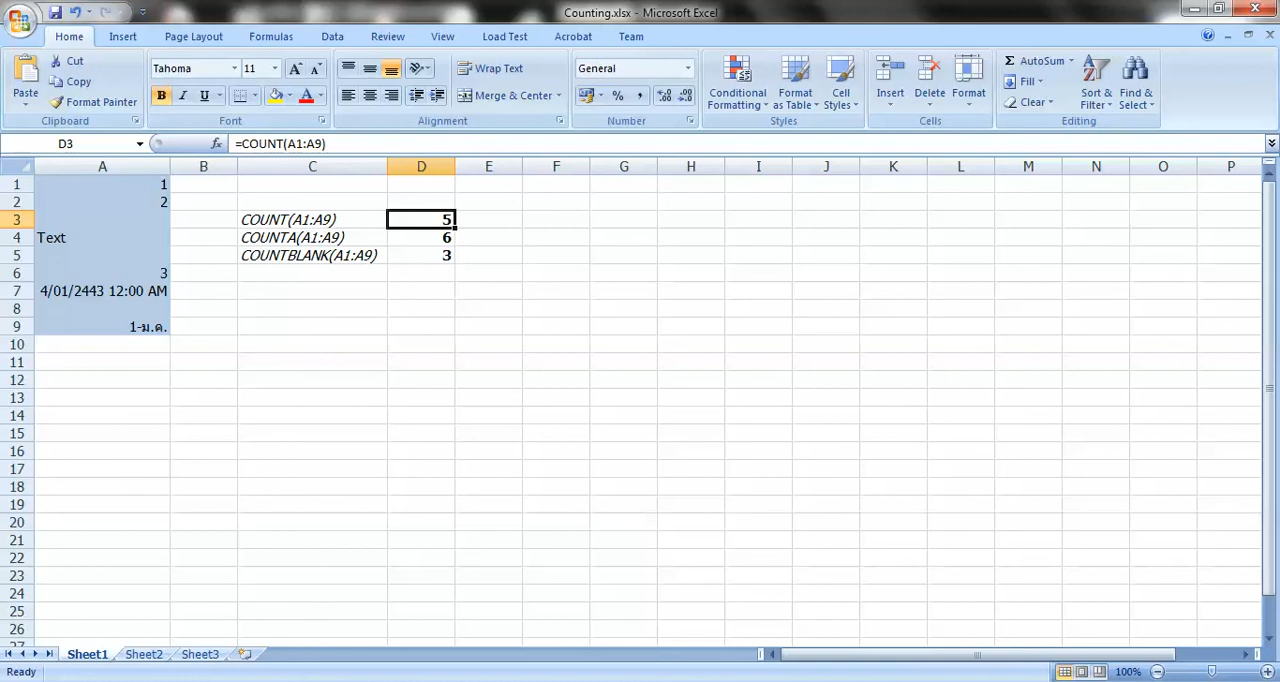 Counting.xlsx - Microsoft Excel
Home Insert Page Layout Formulas Data Review View Load Test Acrobat Team
Paste
Cut
Copy
Format Painter
Clipboard
Tahoma 11
B I U
Font
Wrap Text
Merge & Center
Alignment
General
% ,
Number
Conditional Formatting
Format as Table
Cell Styles
Styles
Insert Delete Format
Cells
Σ AutoSum
Fill
Clear
Sort & Filter
Find & Select
Editing
D3 fx =COUNT(A1:A9)
A B C D E F G H I J K L M N O P
1 1
2 2
3 COUNT(A1:A9) 5
4 Text COUNTA(A1:A9) 6
5 COUNTBLANK(A1:A9) 3
6 3
7 4/01/2443 12:00 AM
8
9 1-ม.ค.
10
11
12
13
14
15
16
17
18
19
20
21
22
23
24
25
26
27
Sheet1 Sheet2 Sheet3
Ready 100%